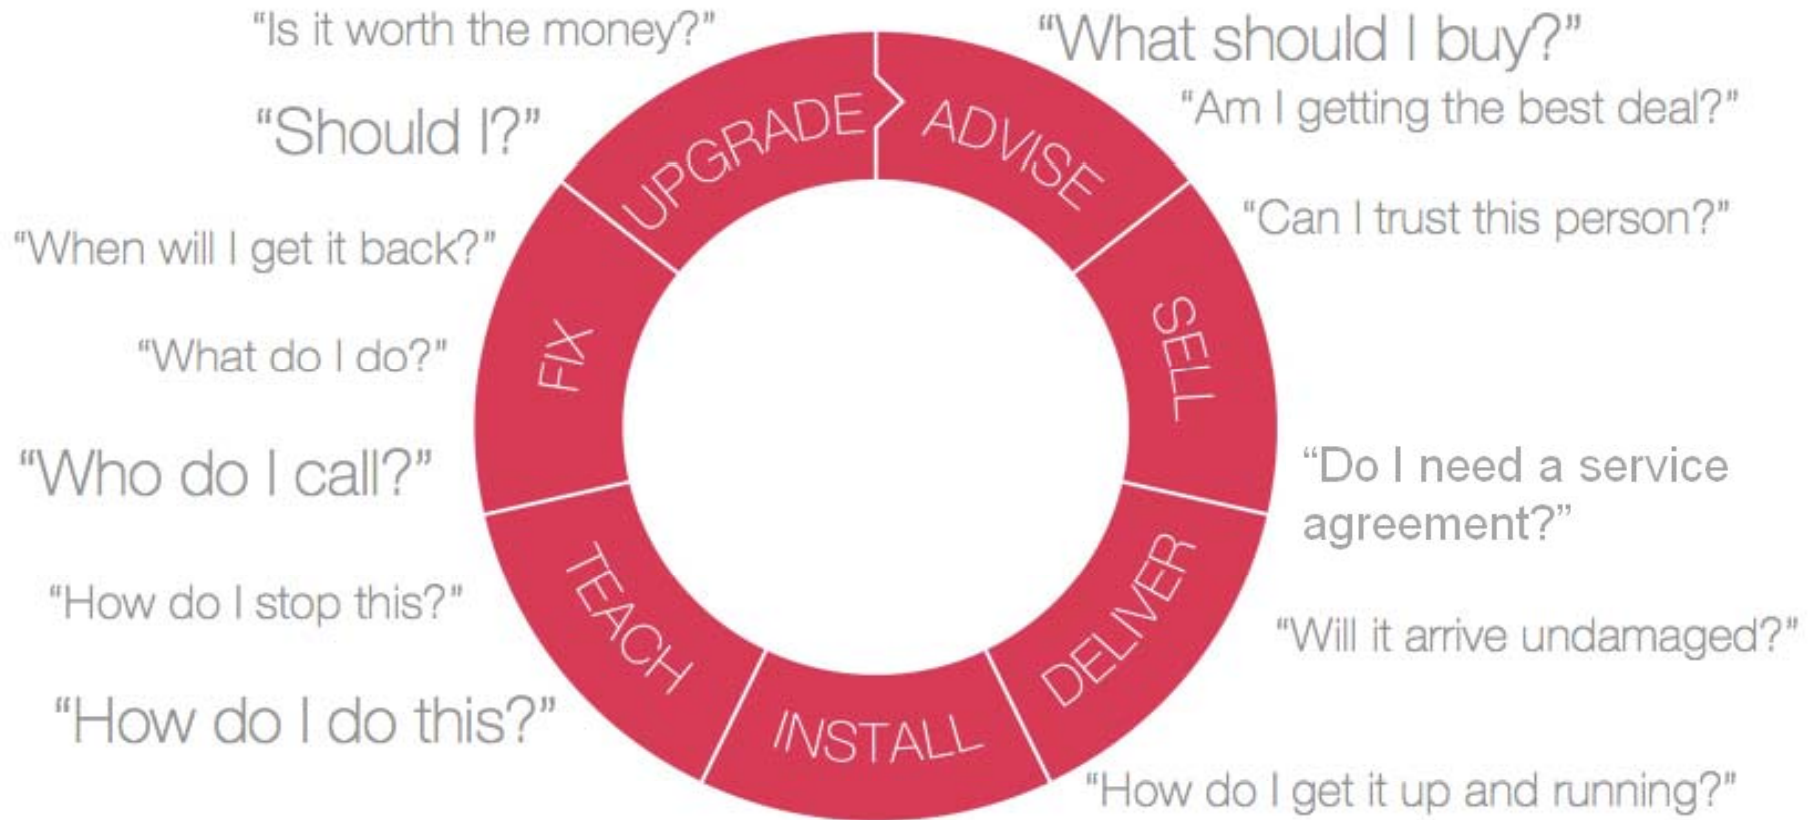 “Is it worth the money?”
“What should I buy?”
“Should I?”
“Am I getting the best deal?”
UPGRADE
ADVISE
“When will I get it back?”
“Can I trust this person?”
“What do I do?”
FIX
SELL
“Who do I call?”
“Do I need a service
agreement?”
“How do I stop this?”
TEACH
DELIVER
“Will it arrive undamaged?”
“How do I do this?”
INSTALL
“How do I get it up and running?”